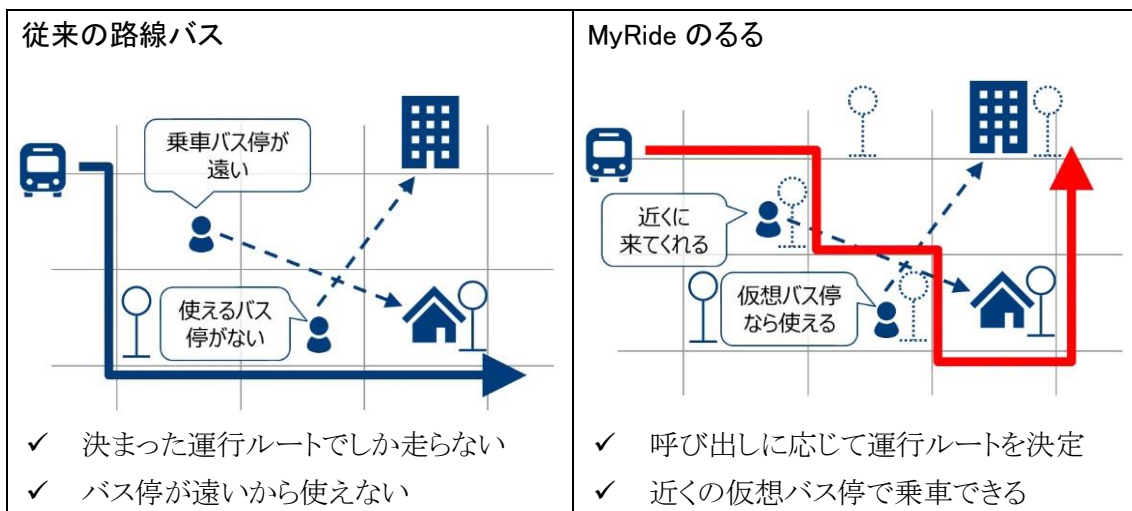 従来の路線バス
乗車バス停が
遠い
使えるバス
停がない
✓ 決まった運行ルートでしか走らない
✓ バス停が遠いから使えない
MyRide のるる
近くに
来てくれる
仮想バス停
なら使える
✓ 呼び出しに応じて運行ルートを決定
✓ 近くの仮想バス停で乗車できる